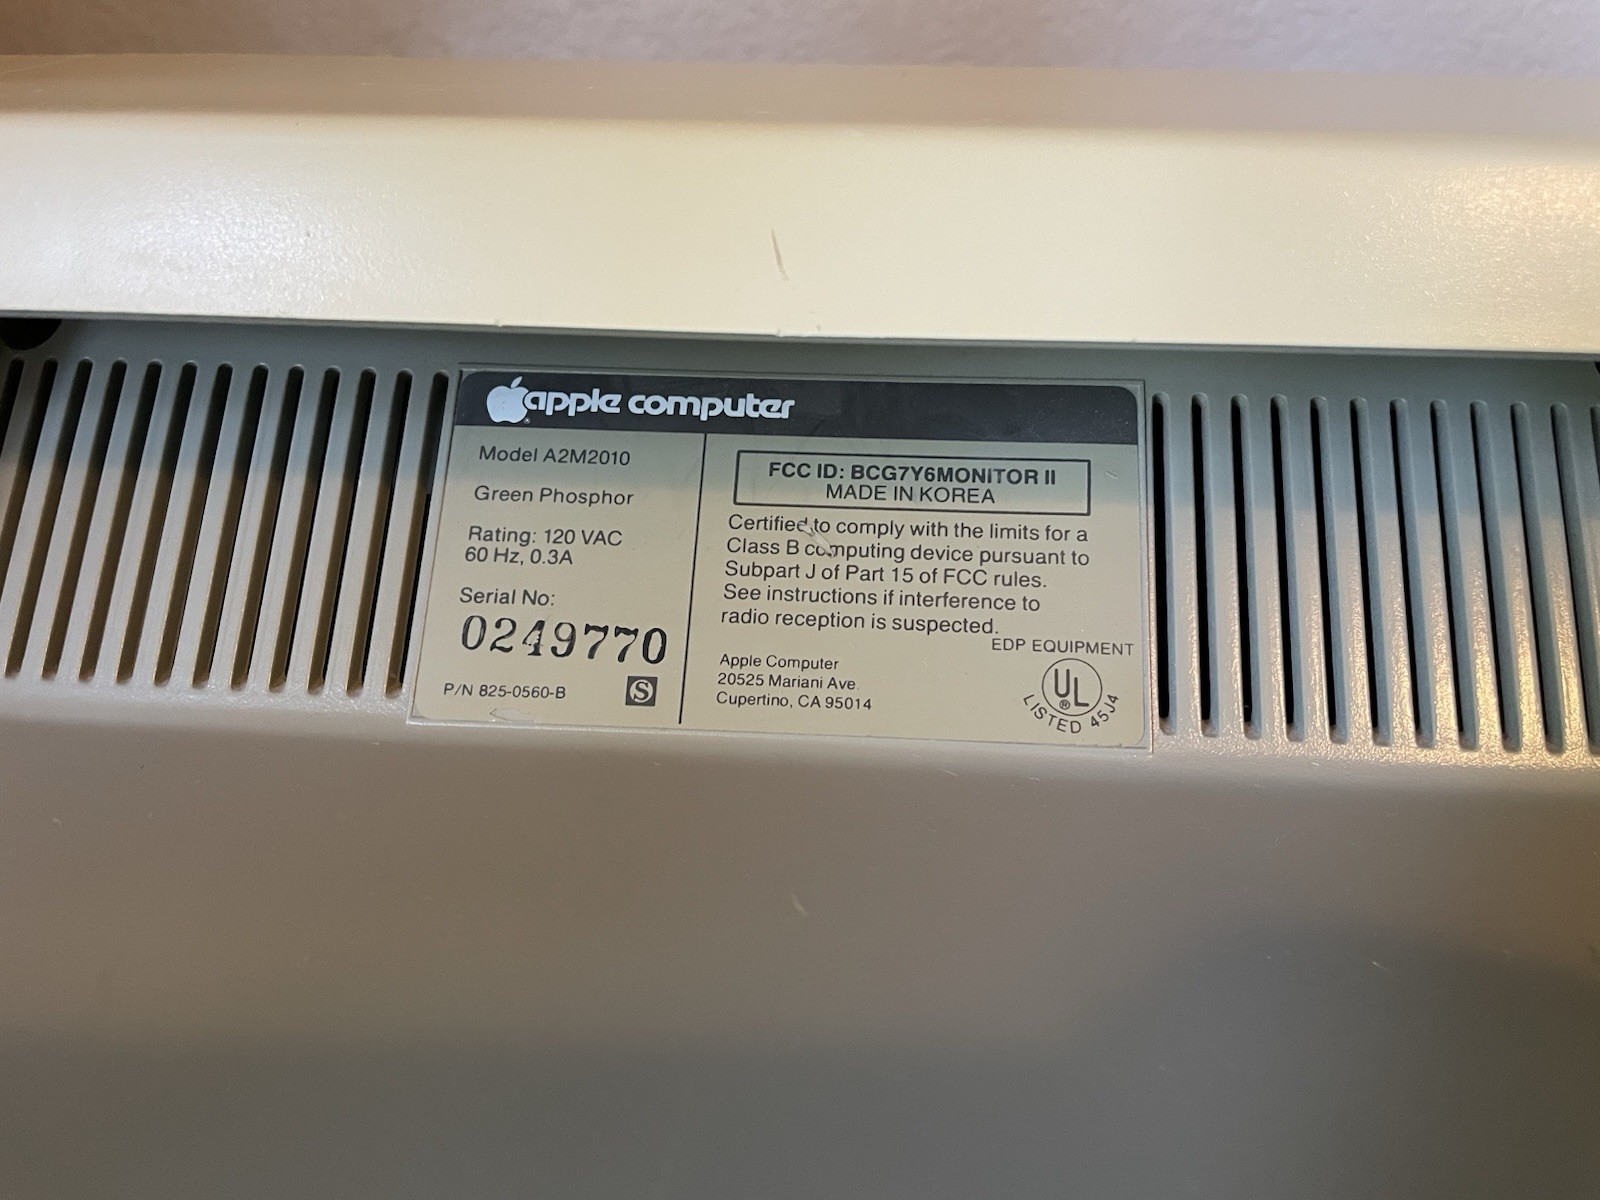 apple computer
Model A2M2010
Green Phosphor
Rating: 120 VAC
60 Hz, 0.3A
Serial No:
0249770
P/N 825-0560-B
S
FCC ID: BCG7Y6MONITOR II
MADE IN KOREA
Certified to comply with the limits for a
Class B computing device pursuant to
Subpart J of Part 15 of FCC rules.
See instructions if interference to
radio reception is suspected.
Apple Computer
20525 Mariani Ave.
Cupertino, CA 95014
EDP EQUIPMENT
UL®
LISTED 45J4